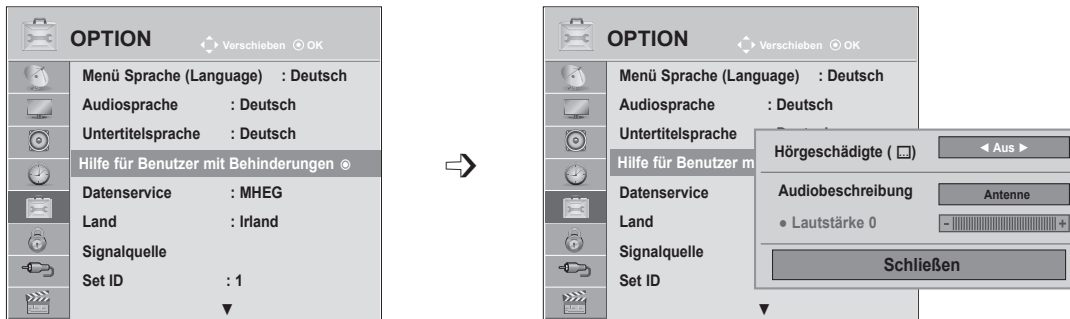 OPTION
Verschieben OK
Menü Sprache (Language) : Deutsch
Audiosprache : Deutsch
Untertitelsprache : Deutsch
Hilfe für Benutzer mit Behinderungen
Datenservice : MHEG
Land : Irland
Signalquelle
Set ID : 1
▼
OPTION
Verschieben OK
Menü Sprache (Language) : Deutsch
Audiosprache : Deutsch
Untertitelsprache
Hilfe für Benutzer m
Datenservice
Land
Signalquelle
Set ID
▼
Hörgeschädigte ( ) ◀ Aus ▶
Audiobeschreibung Antenne
● Lautstärke 0 - +
Schließen